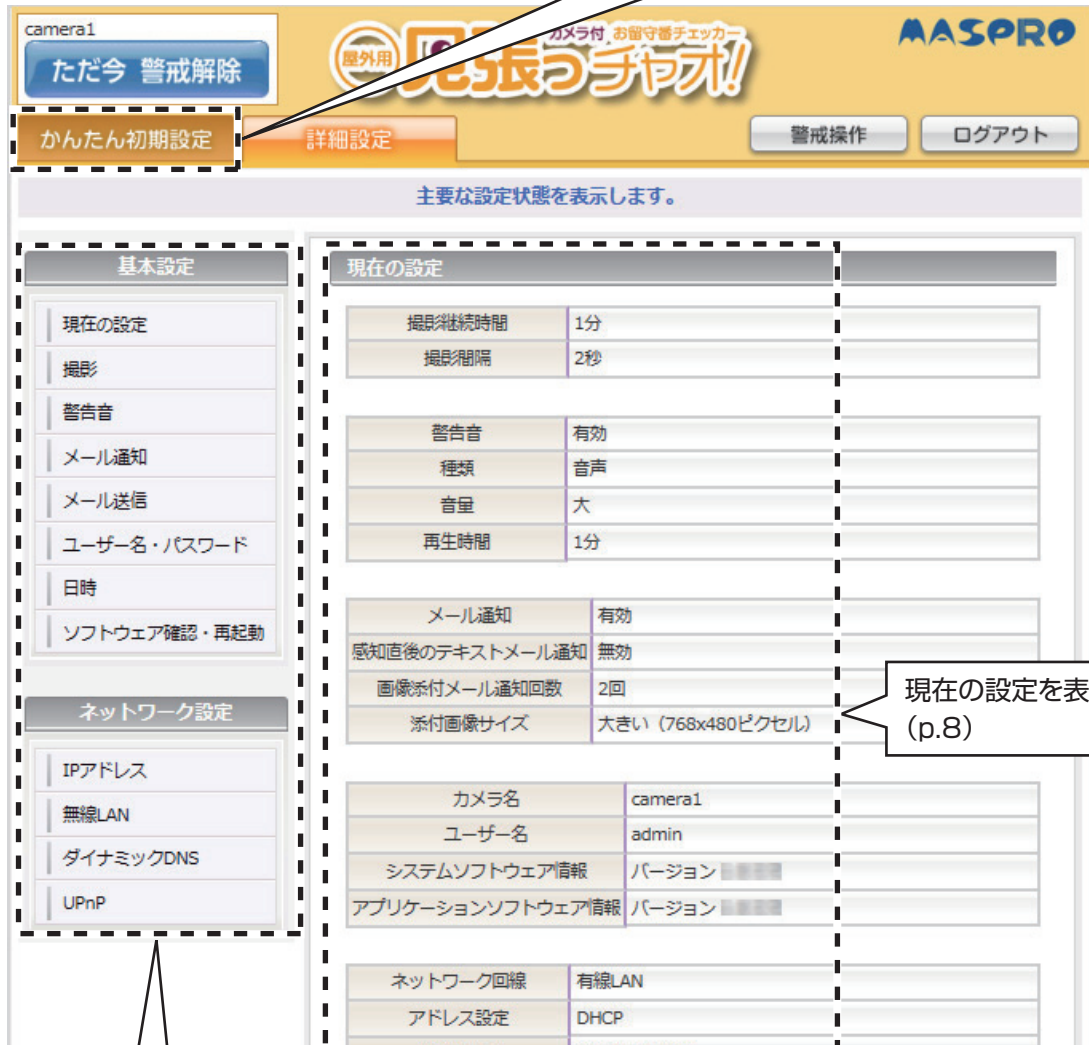 camera1
ただ今 警戒解除
屋外用
カメラ付 お留守番チェッカー
見張っチャオ!
MASPRO
かんたん初期設定
詳細設定
警戒操作
ログアウト
主要な設定状態を表示します。
基本設定
現在の設定
撮影
警告音
メール通知
メール送信
ユーザー名・パスワード
日時
ソフトウェア確認・再起動
ネットワーク設定
IPアドレス
無線LAN
ダイナミックDNS
UPnP
現在の設定
撮影継続時間 1分
撮影間隔 2秒
警告音 有効
種類 音声
音量 大
再生時間 1分
メール通知 有効
感知直後のテキストメール通知 無効
画像添付メール通知回数 2回
添付画像サイズ 大きい（768x480ピクセル）
カメラ名 camera1
ユーザー名 admin
システムソフトウェア情報 バージョン
アプリケーションソフトウェア情報 バージョン
ネットワーク回線 有線LAN
アドレス設定 DHCP
現在の設定を表
(p.8)